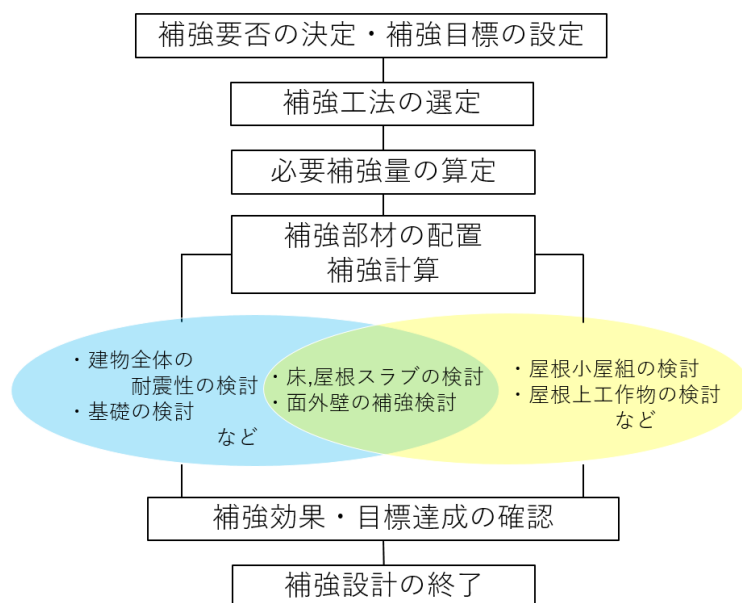 補強要否の決定・補強目標の設定
補強工法の選定
必要補強量の算定
補強部材の配置
補強計算
・建物全体の
耐震性の検討
・基礎の検討
など
・床,屋根スラブの検討
・面外壁の補強検討
・屋根小屋組の検討
・屋根上工作物の検討
など
補強効果・目標達成の確認
補強設計の終了